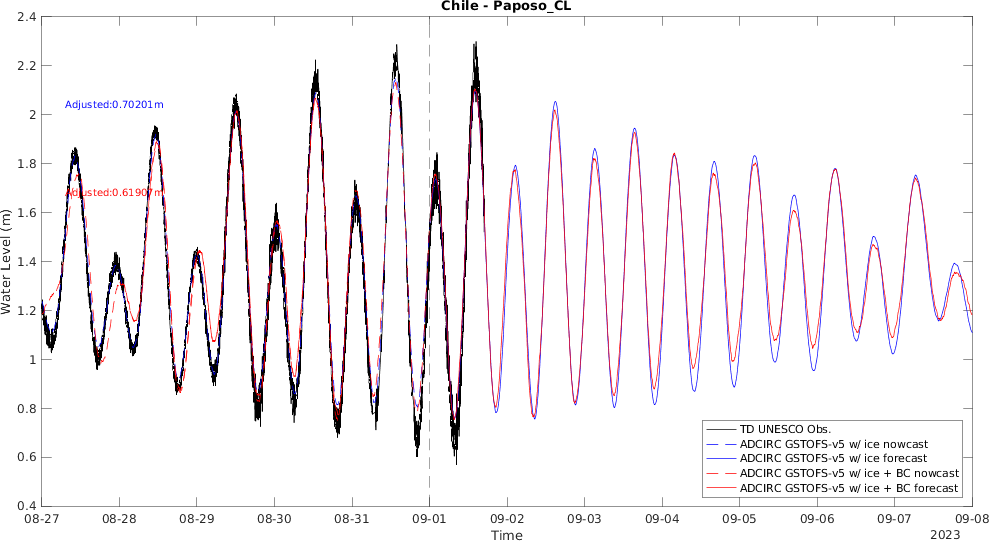 Chile - Paposo_CL
2.4
2.2
2
1.8
1.6
1.4
1.2
1
0.8
0.6
0.4
Water Level (m)
Adjusted:0.70201m
Adjusted:0.61907m
TD UNESCO Obs.
ADCIRC GSTOFS-v5 w/ ice nowcast
ADCIRC GSTOFS-v5 w/ ice forecast
ADCIRC GSTOFS-v5 w/ ice + BC nowcast
ADCIRC GSTOFS-v5 w/ ice + BC forecast
08-27 08-28 08-29 08-30 08-31 09-01 09-02 09-03 09-04 09-05 09-06 09-07 09-08
Time
2023